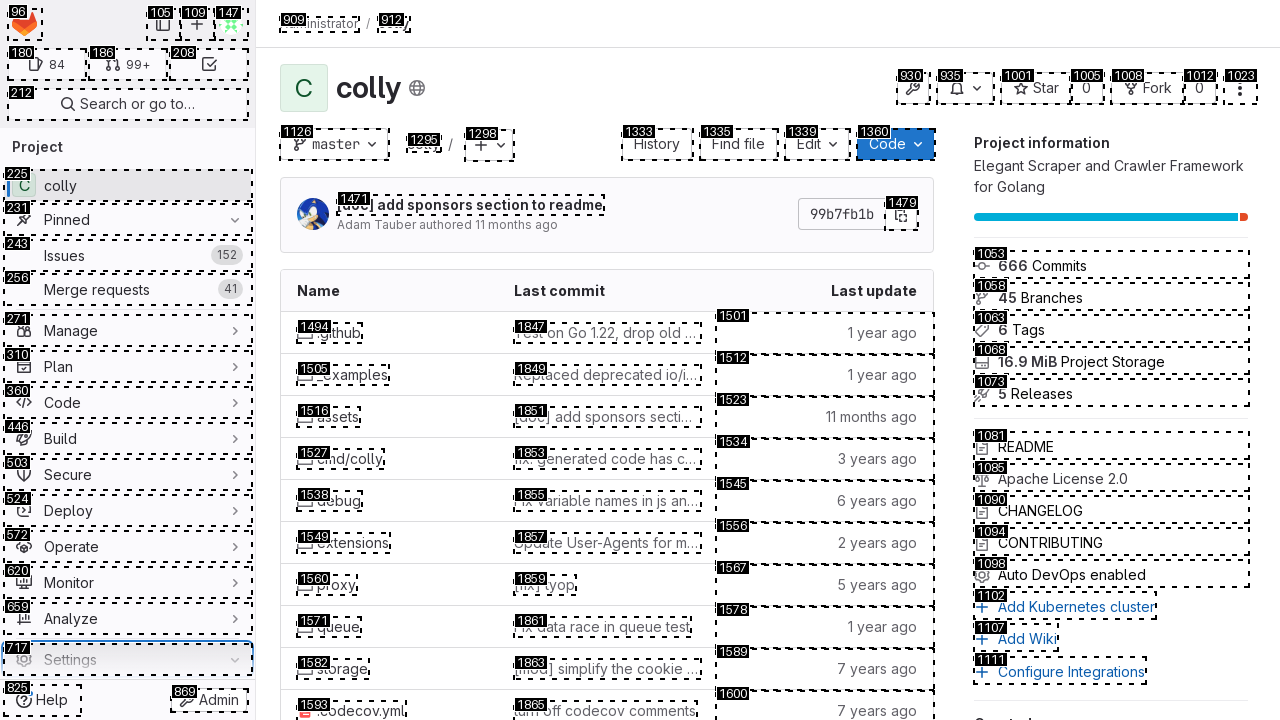 96
105
109
147
180
84
186
99+
208
212
Search or go to…
Project
225
C
colly
231
Pinned
243
Issues
152
256
Merge requests
41
271
Manage
310
Plan
360
Code
446
Build
503
Secure
524
Deploy
572
Operate
620
Monitor
659
Analyze
717
Settings
825
Help
869
Admin
909
/
912
C
colly
930
935
1001
Star
1005
0
1008
Fork
1012
0
1023
1126
master
1295
/
1298
1333
History
1335
Find file
1339
Edit
1360
Code
1471
add sponsors section to readme
Adam Tauber authored 11 months ago
99b7fb1b
1479
Name
Last commit
Last update
1494
.github
1847
Test on Go 1.22, drop old …
1501
1 year ago
1505
_examples
1849
Replaced deprecated io/i…
1512
1 year ago
1516
assets
1851
[doc] add sponsors secti…
1523
11 months ago
1527
cmd/colly
1853
fix: generated code has c…
1534
3 years ago
1538
debug
1855
Fix variable names in js an…
1545
6 years ago
1549
extensions
1857
Update User-Agents for m…
1556
2 years ago
1560
proxy
1859
[fix] typo
1567
5 years ago
1571
queue
1861
Fix data race in queue test
1578
1 year ago
1582
storage
1863
[mod] simplify the cookie …
1589
7 years ago
1593
.codecov.yml
1865
turn off codecov comments
1600
7 years ago
Project information
Elegant Scraper and Crawler Framework
for Golang
1053
666 Commits
1058
45 Branches
1063
6 Tags
1068
16.9 MiB Project Storage
1073
5 Releases
1081
README
1085
Apache License 2.0
1090
CHANGELOG
1094
CONTRIBUTING
1098
Auto DevOps enabled
1102
Add Kubernetes cluster
1107
Add Wiki
1111
Configure Integrations